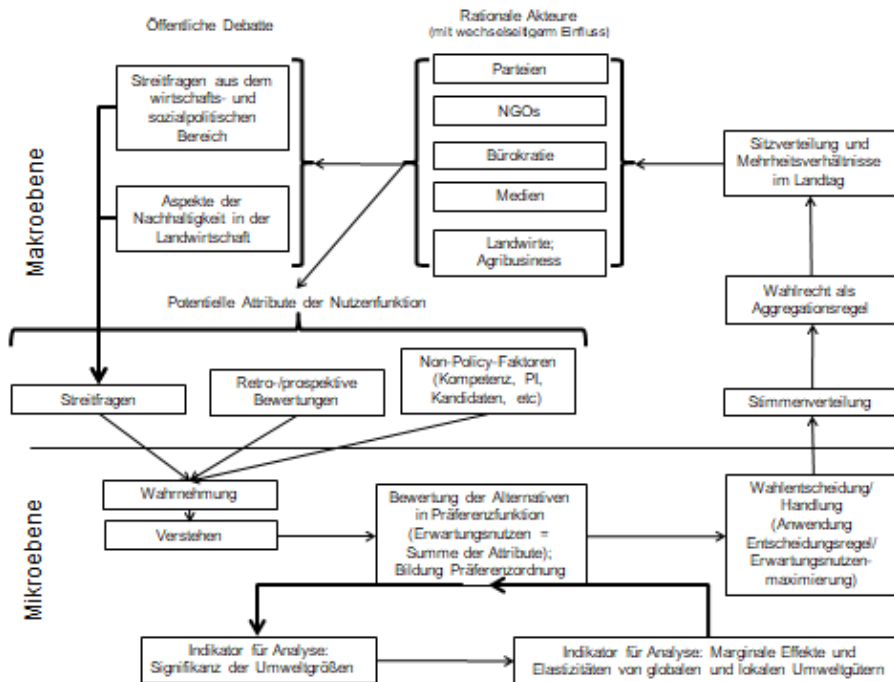 Öffentliche Debatte
Rationale Akteure
(mit wechselseitigem Einfluss)
Streitfragen aus dem
wirtschafts- und
sozialpolitischen
Bereich
Aspekte der
Nachhaltigkeit in der
Landwirtschaft
Parteien
NGOs
Bürokratie
Medien
Landwirte;
Agribusiness
Sitzverteilung und
Mehrheitsverhältnisse
im Landtag
Wahlrecht als
Aggregationsregel
Stimmenverteilung
Makroebene
Potentielle Attribute der Nutzenfunktion
Streitfragen
Retro-/prospektive
Bewertungen
Non-Policy-Faktoren
(Kompetenz, PI,
Kandidaten, etc)
Mikroebene
Wahrnehmung
Verstehen
Bewertung der Alternativen
in Präferenzfunktion
(Erwartungsnutzen =
Summe der Attribute);
Bildung Präferenzordnung
Wahlentscheidung/
Handlung
(Anwendung
Entscheidungsregel/
Erwartungsnutzen-
maximierung)
Indikator für Analyse:
Signifikanz der Umweltgrößen
Indikator für Analyse: Marginale Effekte und
Elastizitäten von globalen und lokalen Umweltgütern